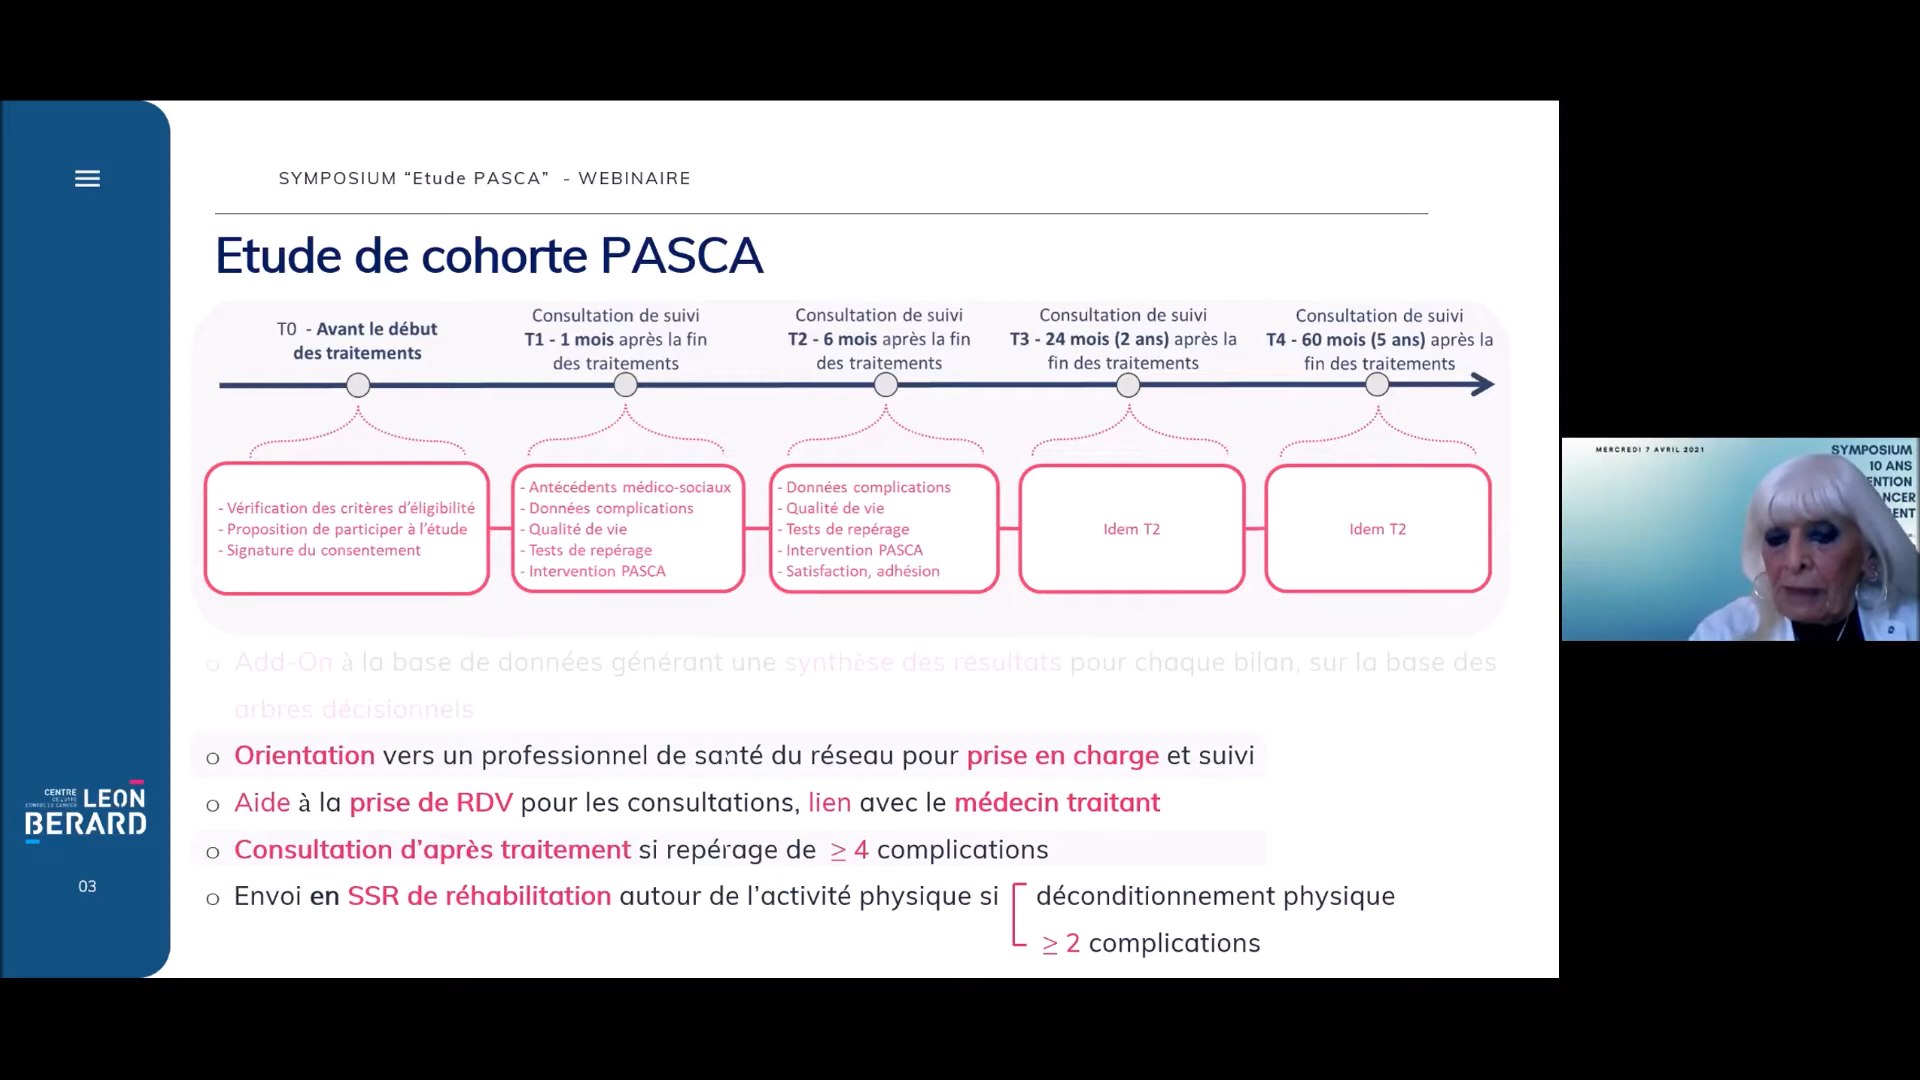 SYMPOSIUM “Etude PASCA” - WEBINAIRE
Etude de cohorte PASCA
T0 - Avant le début
des traitements
Consultation de suivi
T1 - 1 mois après la fin
des traitements
Consultation de suivi
T2 - 6 mois après la fin
des traitements
Consultation de suivi
T3 - 24 mois (2 ans) après la
fin des traitements
Consultation de suivi
T4 - 60 mois (5 ans) après la
fin des traitements
- Vérification des critères d’éligibilité
- Proposition de participer à l’étude
- Signature du consentement
- Antécédents médico-sociaux
- Données complications
- Qualité de vie
- Tests de repérage
- Intervention PASCA
- Données complications
- Qualité de vie
- Tests de repérage
- Intervention PASCA
- Satisfaction, adhésion
Idem T2
Idem T2
o Add-On à la base de données générant une synthèse des résultats pour chaque bilan, sur la base des
arbres décisionnels
o Orientation vers un professionnel de santé du réseau pour prise en charge et suivi
o Aide à la prise de RDV pour les consultations, lien avec le médecin traitant
o Consultation d’après traitement si repérage de ≥ 4 complications
o Envoi en SSR de réhabilitation autour de l’activité physique si
déconditionnement physique
≥ 2 complications
CENTRE
LEON
BERARD
03
MERCREDI 7 AVRIL 2021
SYMPOSIUM
10 ANS